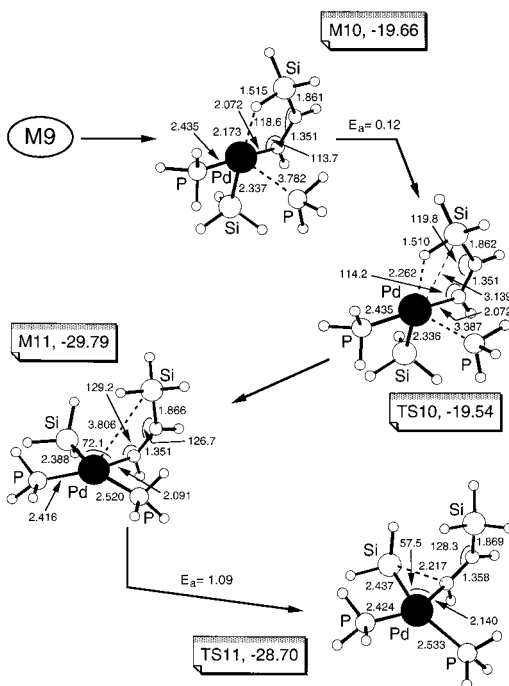 M10, -19.66
Si
1.515
2.072
1.861
118.6
1.351
Ea= 0.12
M9
2.435
2.173
113.7
P
Pd
2.337
3.782
Si
P
119.8
Si
1.510
1.862
114.2
2.262
1.351
Pd
3.139
2.435
2.072
3.387
P
2.336
P
Si
TS10, -19.54
M11, -29.79
129.2
Si
Si
3.806
1.866
2.388
72.1
126.7
1.351
P
Pd
2.520
2.091
2.416
P
Ea= 1.09
Si
57.5
128.3
1.869
Si
2.217
2.437
1.358
2.424
2.140
P
Pd
2.533
P
TS11, -28.70